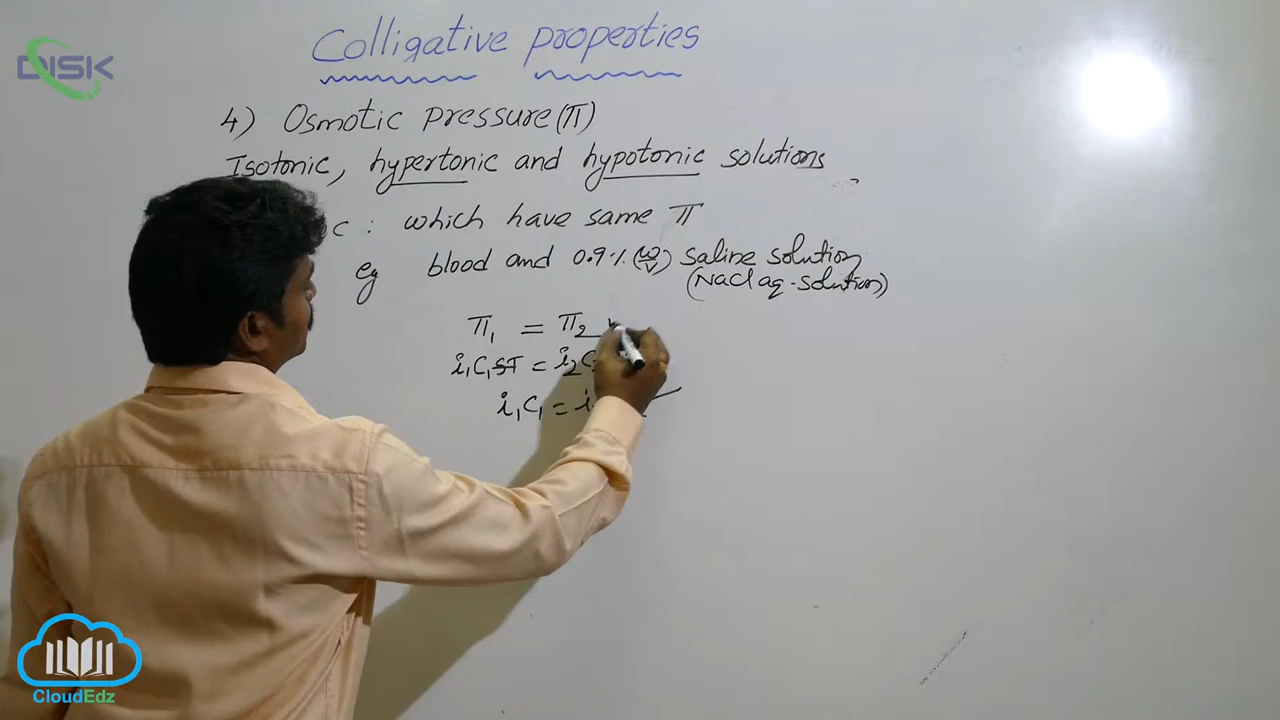 DISK
Colligative properties
4) Osmotic pressure (π)
Isotonic, hypertonic and hypotonic solutions
c : which have same π
eg blood and 0.9% (w/v) saline solution
(NaCl aq. solution)
π₁ = π₂
i₁C₁ST = i₂C
i₁C₁ = i
CloudEdz